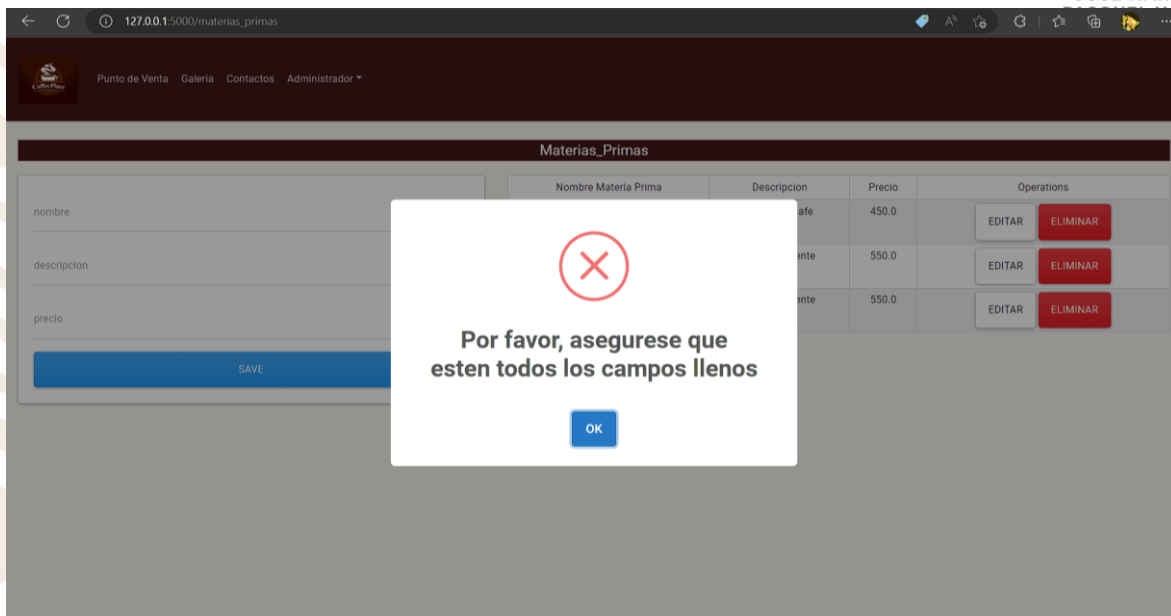 127.0.0.1:5000/materias_primas
Coffee Place
Punto de Venta Galeria Contactos Administrador
Materias_Primas
nombre
descripcion
precio
SAVE
Nombre Materia Prima Descripcion Precio Operations
afe 450.0 EDITAR ELIMINAR
ente 550.0 EDITAR ELIMINAR
ente 550.0 EDITAR ELIMINAR
Por favor, asegurese que
esten todos los campos llenos
OK